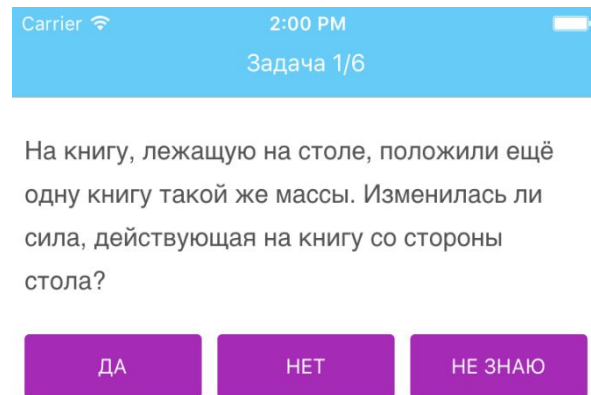 Carrier 2:00 PM
Задача 1/6
На книгу, лежащую на столе, положили ещё
одну книгу такой же массы. Изменилась ли
сила, действующая на книгу со стороны
стола?
ДА НЕТ НЕ ЗНАЮ